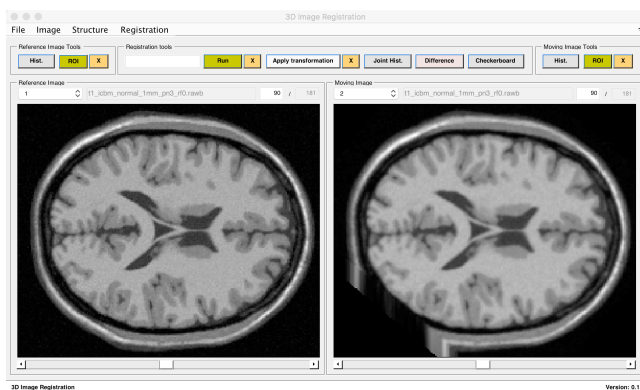 3D Image Registration
File Image Structure Registration
Reference Image Tools Registration tools Moving Image Tools
Hist. ROI X Run X Apply transformation X Joint Hist. Difference Checkerboard Hist. ROI X
Reference Image Moving Image
1 t1_icbm_normal_1mm_pn3_rf0.rawb 90 / 181 2 t1_icbm_normal_1mm_pn3_rf0.rawb 90 / 181
3D Image Registration Version: 0.1